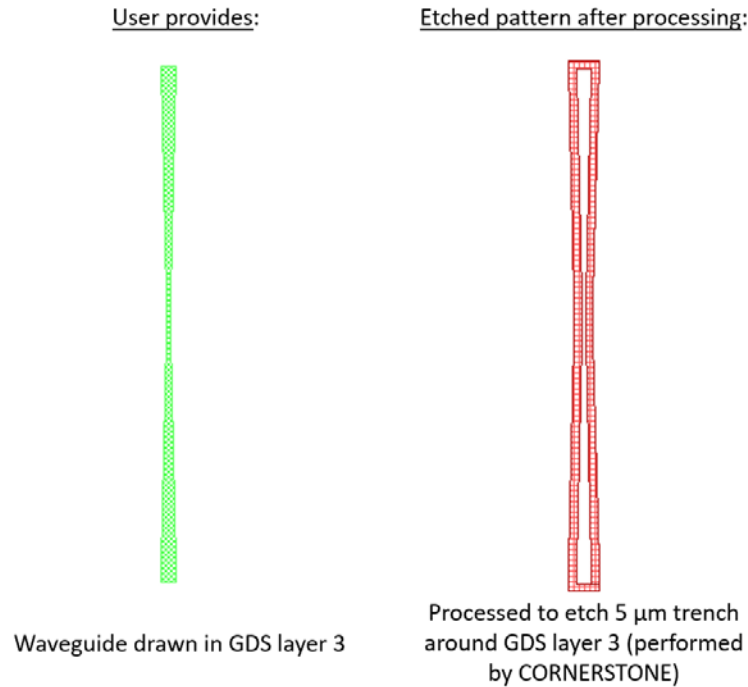 User provides:
Etched pattern after processing:
Waveguide drawn in GDS layer 3
Processed to etch 5 µm trench
around GDS layer 3 (performed
by CORNERSTONE)